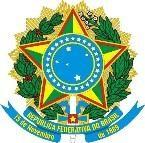 REPÚBLICA FEDERATIVA DO BRASIL
15 de Novembro de 1889